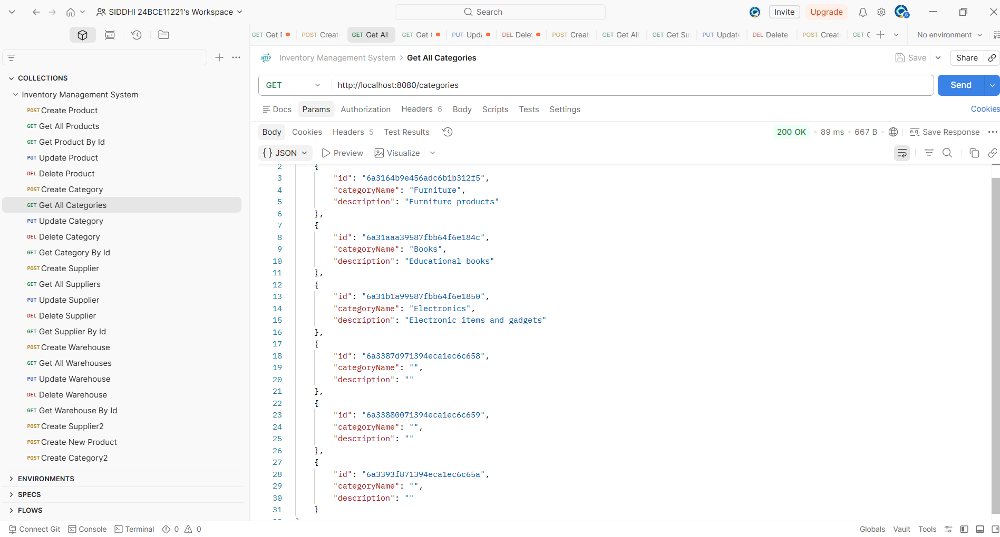 SIDDHI 24BCE11221's Workspace
Search
Invite
Upgrade
GET Get
POST Creat
GET Get All
GET Get
PUT Upd
DEL Dele
POST Creat
GET Get All
GET Get Su
PUT Updat
DEL Delete
POST Creat
GET
No environment
HTTP
Inventory Management System > Get All Categories
Save
Share
COLLECTIONS
Inventory Management System
POST Create Product
GET Get All Products
GET Get Product By Id
PUT Update Product
DEL Delete Product
POST Create Category
GET Get All Categories
PUT Update Category
DEL Delete Category
GET Get Category By Id
POST Create Supplier
GET Get All Suppliers
PUT Update Supplier
DEL Delete Supplier
GET Get Supplier By Id
POST Create Warehouse
GET Get All Warehouses
PUT Update Warehouse
DEL Delete Warehouse
GET Get Warehouse By Id
POST Create Supplier2
POST Create New Product
POST Create Category2
ENVIRONMENTS
SPECS
FLOWS
GET
http://localhost:8080/categories
Send
Docs Params Authorization Headers 6 Body Scripts Tests Settings
Cookies
Body Cookies Headers 5 Test Results
200 OK • 89 ms • 667 B •
e.g. Save Response
{} JSON Preview Visualize
2 {
3 "id": "6a3164b9e456adc6b1b312f5",
4 "categoryName": "Furniture",
5 "description": "Furniture products"
6 },
7 {
8 "id": "6a31aaa39587fbb64f6e184c",
9 "categoryName": "Books",
10 "description": "Educational books"
11 },
12 {
13 "id": "6a31b1a99587fbb64f6e1850",
14 "categoryName": "Electronics",
15 "description": "Electronic items and gadgets"
16 },
17 {
18 "id": "6a3387d971394eca1ec6c658",
19 "categoryName": "",
20 "description": ""
21 },
22 {
23 "id": "6a33880071394eca1ec6c659",
24 "categoryName": "",
25 "description": ""
26 },
27 {
28 "id": "6a3393f871394eca1ec6c65a",
29 "categoryName": "",
30 "description": ""
31 }
Connect Git Console Terminal 0 0
Globals Vault Tools